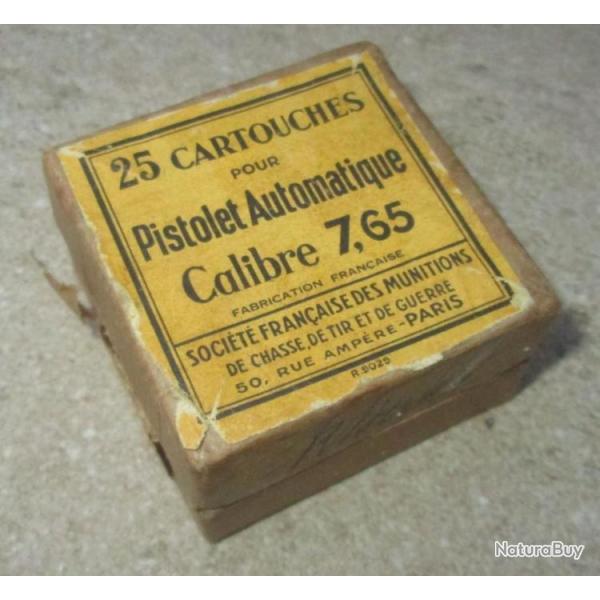 25 CARTOUCHES
POUR
Pistolet Automatique
Calibre 7,65
FABRICATION FRANÇAISE
SOCIÉTÉ FRANÇAISE DES MUNITIONS
DE CHASSE, DE TIR ET DE GUERRE
50, RUE AMPÈRE - PARIS
R.9025
NaturaBuy